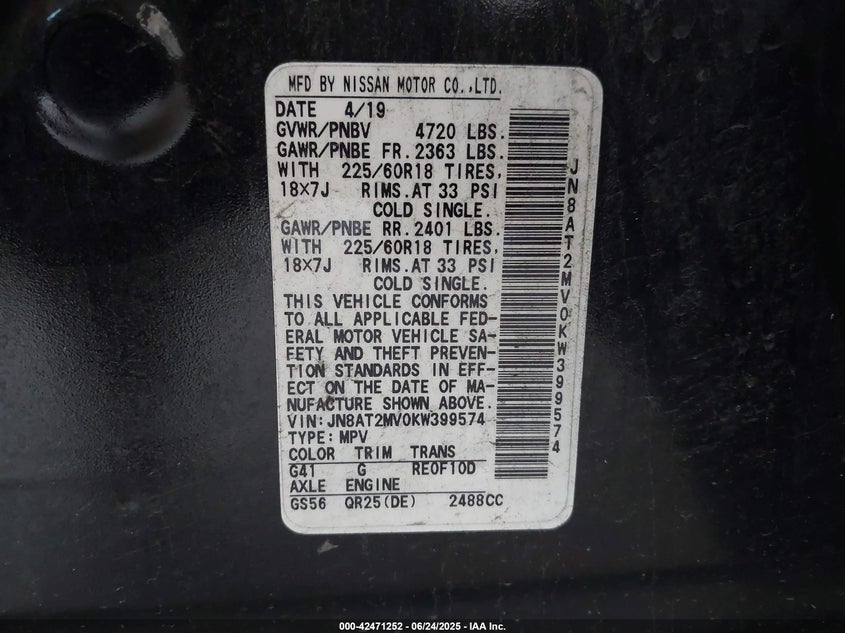 MFD BY NISSAN MOTOR CO.,LTD.
DATE 4/19
GVWR/PNBV 4720 LBS.
GAWR/PNBE FR. 2363 LBS.
WITH 225/60R18 TIRES,
18×7J RIMS. AT 33 PSI
COLD SINGLE.
GAWR/PNBE RR. 2401 LBS.
WITH 225/60R18 TIRES,
18×7J RIMS. AT 33 PSI
COLD SINGLE.
THIS VEHICLE CONFORMS
TO ALL APPLICABLE FED-
ERAL MOTOR VEHICLE SA-
FETY AND THEFT PREVEN-
TION STANDARDS IN EFF-
ECT ON THE DATE OF MA-
NUFACTURE SHOWN ABOVE.
VIN: JN8AT2MV0KW399574
TYPE: MPV
COLOR TRIM TRANS
G41 G RE0F10D
AXLE ENGINE
GS56 QR25(DE) 2488CC
JN8AT2MV0KW399574
000-42471252 - 06/24/2025 - IAA Inc.